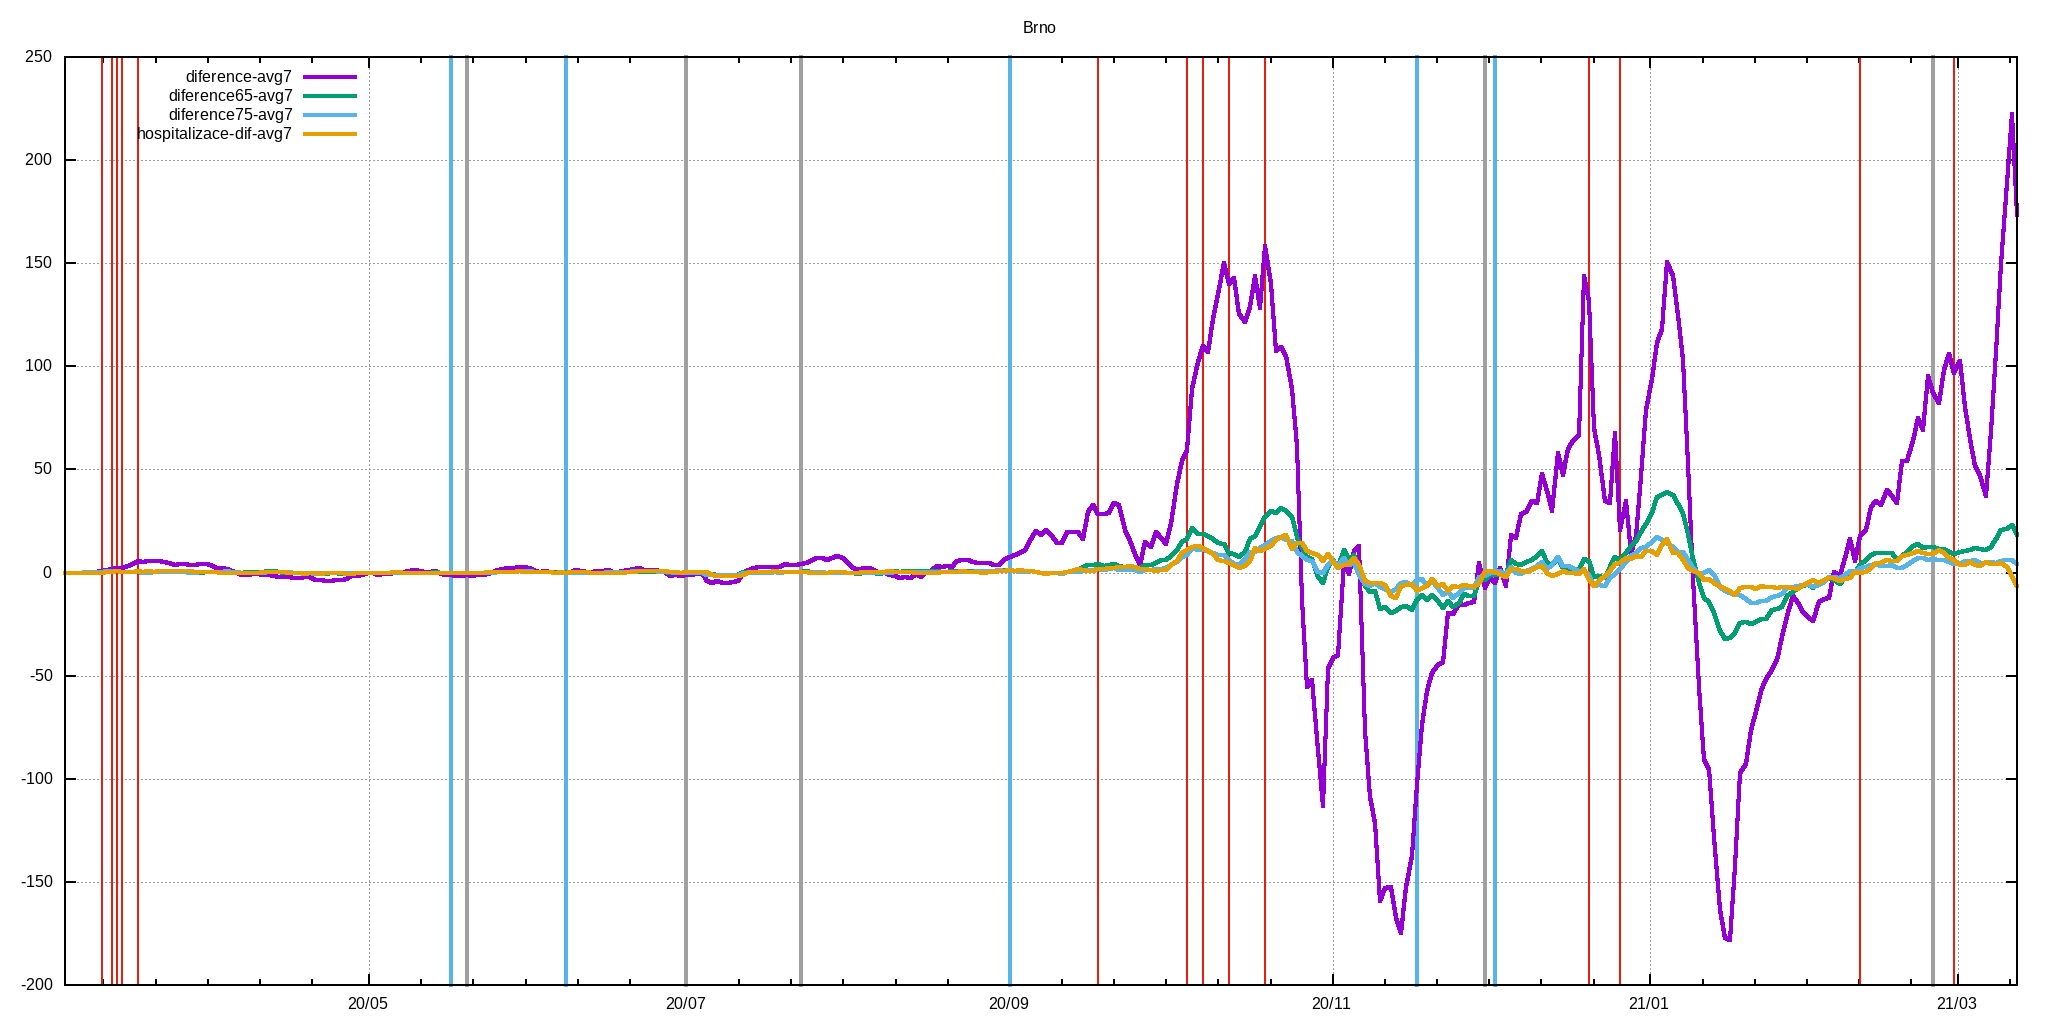 Brno
250
diference-avg7
diference65-avg7
diference75-avg7
hospitalizace-dif-avg7
200
150
100
50
0
-50
-100
-150
-200
20/05 20/07 20/09 20/11 21/01 21/03